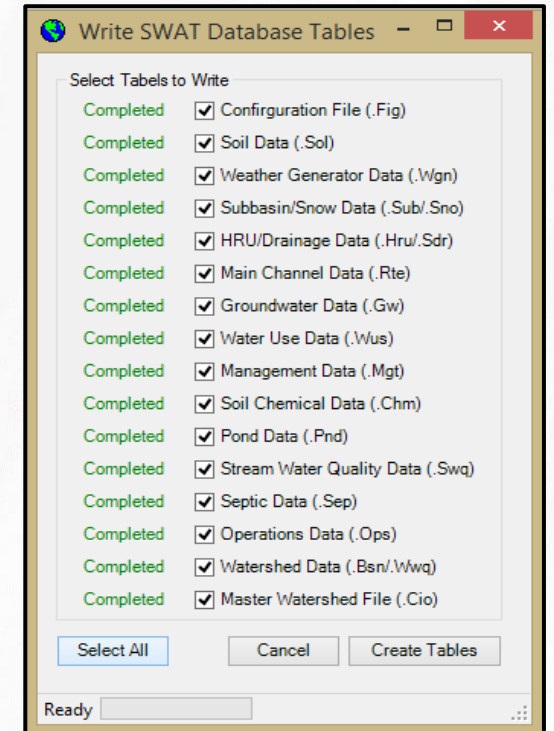 Write SWAT Database Tables
Select Tabels to Write
Completed Confirguration File (.Fig)
Completed Soil Data (.Sol)
Completed Weather Generator Data (.Wgn)
Completed Subbasin/Snow Data (.Sub/.Sno)
Completed HRU/Drainage Data (.Hru/.Sdr)
Completed Main Channel Data (.Rte)
Completed Groundwater Data (.Gw)
Completed Water Use Data (.Wus)
Completed Management Data (.Mgt)
Completed Soil Chemical Data (.Chm)
Completed Pond Data (.Pnd)
Completed Stream Water Quality Data (.Swq)
Completed Septic Data (.Sep)
Completed Operations Data (.Ops)
Completed Watershed Data (.Bsn/.Wwq)
Completed Master Watershed File (.Cio)
Select All Cancel Create Tables
Ready